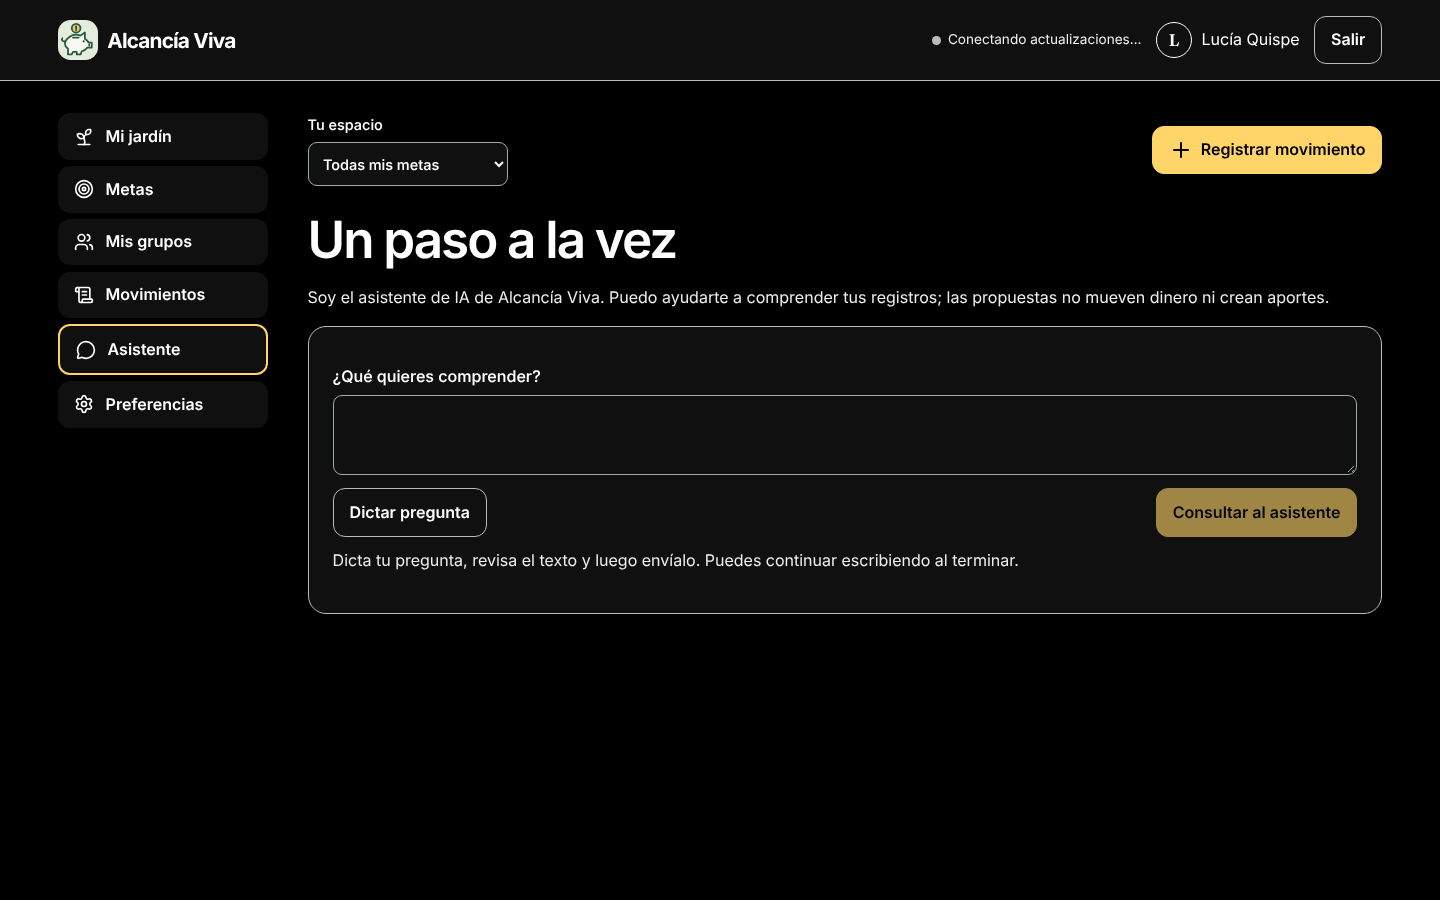 Alcancía Viva
Conectando actualizaciones...
L
Lucía Quispe
Salir
Mi jardín
Metas
Mis grupos
Movimientos
Asistente
Preferencias
Tu espacio
Todas mis metas
Registrar movimiento
Un paso a la vez
Soy el asistente de IA de Alcancía Viva. Puedo ayudarte a comprender tus registros; las propuestas no mueven dinero ni crean aportes.
¿Qué quieres comprender?
Dictar pregunta
Consultar al asistente
Dicta tu pregunta, revisa el texto y luego envíalo. Puedes continuar escribiendo al terminar.